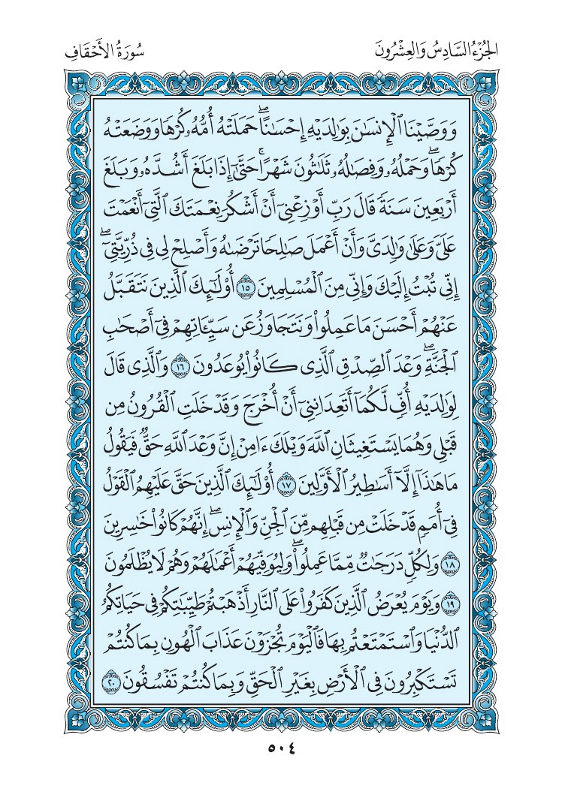 الجُزْءُ السَّادِسُ وَالعِشْرُونَ
سُورَةُ الأَحْقَافِ
وَوَصَّيْنَا ٱلْإِنسَٰنَ بِوَٰلِدَيْهِ إِحْسَٰنًاۖ حَمَلَتْهُ أُمُّهُۥ كُرْهًا وَوَضَعَتْهُ
كُرْهًاۖ وَحَمْلُهُۥ وَفِصَٰلُهُۥ ثَلَٰثُونَ شَهْرًاۚ حَتَّىٰٓ إِذَا بَلَغَ أَشُدَّهُۥ وَبَلَغَ
أَرْبَعِينَ سَنَةً قَالَ رَبِّ أَوْزِعْنِىٓ أَنْ أَشْكُرَ نِعْمَتَكَ ٱلَّتِىٓ أَنْعَمْتَ
عَلَىَّ وَعَلَىٰ وَٰلِدَىَّ وَأَنْ أَعْمَلَ صَٰلِحًا تَرْضَىٰهُ وَأَصْلِحْ لِى فِى ذُرِّيَّتِىٓۖ
إِنِّى تُبْتُ إِلَيْكَ وَإِنِّى مِنَ ٱلْمُسْلِمِينَ ١٥ أُو۟لَٰٓئِكَ ٱلَّذِينَ نَتَقَبَّلُ
عَنْهُمْ أَحْسَنَ مَا عَمِلُوا۟ وَنَتَجَاوَزُ عَن سَيِّـَٔاتِهِمْ فِىٓ أَصْحَٰبِ
ٱلْجَنَّةِۖ وَعْدَ ٱلصِّدْقِ ٱلَّذِى كَانُوا۟ يُوعَدُونَ ١٦ وَٱلَّذِى قَالَ
لِوَٰلِدَيْهِ أُفٍّ لَّكُمَآ أَتَعِدَانِنِىٓ أَنْ أُخْرَجَ وَقَدْ خَلَتِ ٱلْقُرُونُ مِن
قَبْلِى وَهُمَا يَسْتَغِيثَانِ ٱللَّهَ وَيْلَكَ ءَامِنْ إِنَّ وَعْدَ ٱللَّهِ حَقٌّ فَيَقُولُ
مَا هَٰذَآ إِلَّآ أَسَٰطِيرُ ٱلْأَوَّلِينَ ١٧ أُو۟لَٰٓئِكَ ٱلَّذِينَ حَقَّ عَلَيْهِمُ ٱلْقَوْلُ
فِىٓ أُمَمٍ قَدْ خَلَتْ مِن قَبْلِهِم مِّنَ ٱلْجِنِّ وَٱلْإِنسِۖ إِنَّهُمْ كَانُوا۟ خَٰسِرِينَ
١٨ وَلِكُلٍّ دَرَجَٰتٌ مِّمَّا عَمِلُوا۟ۖ وَلِيُوَفِّيَهُمْ أَعْمَٰلَهُمْ وَهُمْ لَا يُظْلَمُونَ
١٩ وَيَوْمَ يُعْرَضُ ٱلَّذِينَ كَفَرُوا۟ عَلَى ٱلنَّارِ أَذْهَبْتُمْ طَيِّبَٰتِكُمْ فِى حَيَاتِكُمُ
ٱلدُّنْيَا وَٱسْتَمْتَعْتُم بِهَا فَٱلْيَوْمَ تُجْزَوْنَ عَذَابَ ٱلْهُونِ بِمَا كُنتُمْ
تَسْتَكْبِرُونَ فِى ٱلْأَرْضِ بِغَيْرِ ٱلْحَقِّ وَبِمَا كُنتُمْ تَفْسُقُونَ ٢٠
٥٠٤